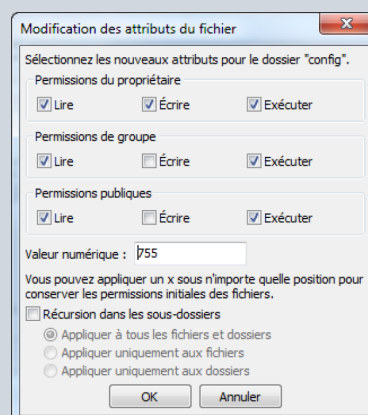 Modification des attributs du fichier
Sélectionnez les nouveaux attributs pour le dossier "config".
Permissions du propriétaire
Lire Écrire Exécuter
Permissions de groupe
Lire Écrire Exécuter
Permissions publiques
Lire Écrire Exécuter
Valeur numérique : 755
Vous pouvez appliquer un x sous n'importe quelle position pour
conserver les permissions initiales des fichiers.
Récursion dans les sous-dossiers
Appliquer à tous les fichiers et dossiers
Appliquer uniquement aux fichiers
Appliquer uniquement aux dossiers
OK Annuler